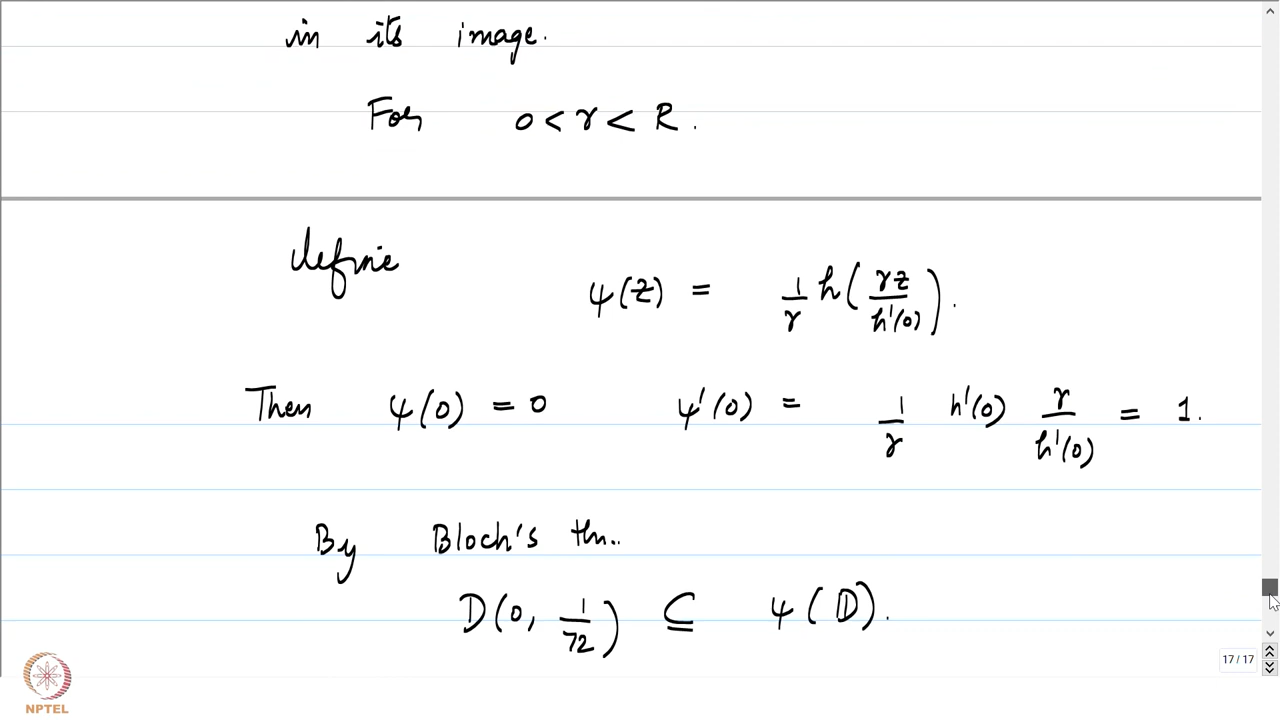 in its image.
For 0 < r < R.
define ψ(z) = 1/r h(rz/h'(0)).
Then ψ(0) = 0 ψ'(0) = 1/r h'(0) r/h'(0) = 1.
By Bloch's thm..
D(0, 1/72) ⊆ ψ(𝔻).
17 / 17
NPTEL